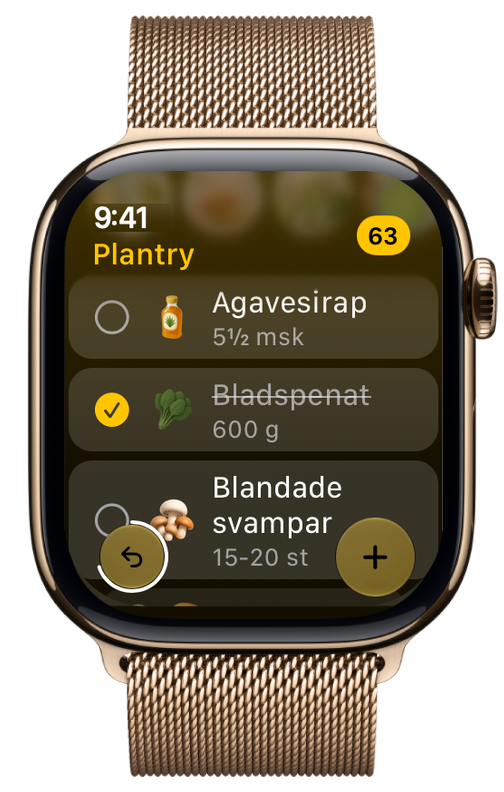 9:41
Plantry
63
Agavesirap
5½ msk
Bladspenat
600 g
Blandade
svampar
15-20 st